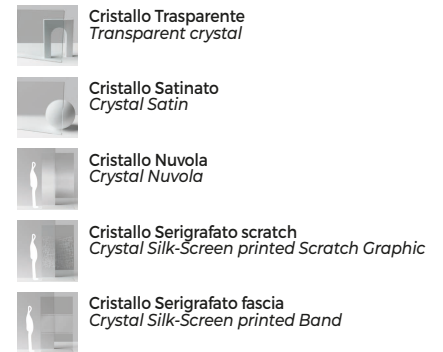 Cristallo Trasparente
Transparent crystal
Cristallo Satinato
Crystal Satin
Cristallo Nuvola
Crystal Nuvola
Cristallo Serigrafato scratch
Crystal Silk-Screen printed Scratch Graphic
Cristallo Serigrafato fascia
Crystal Silk-Screen printed Band